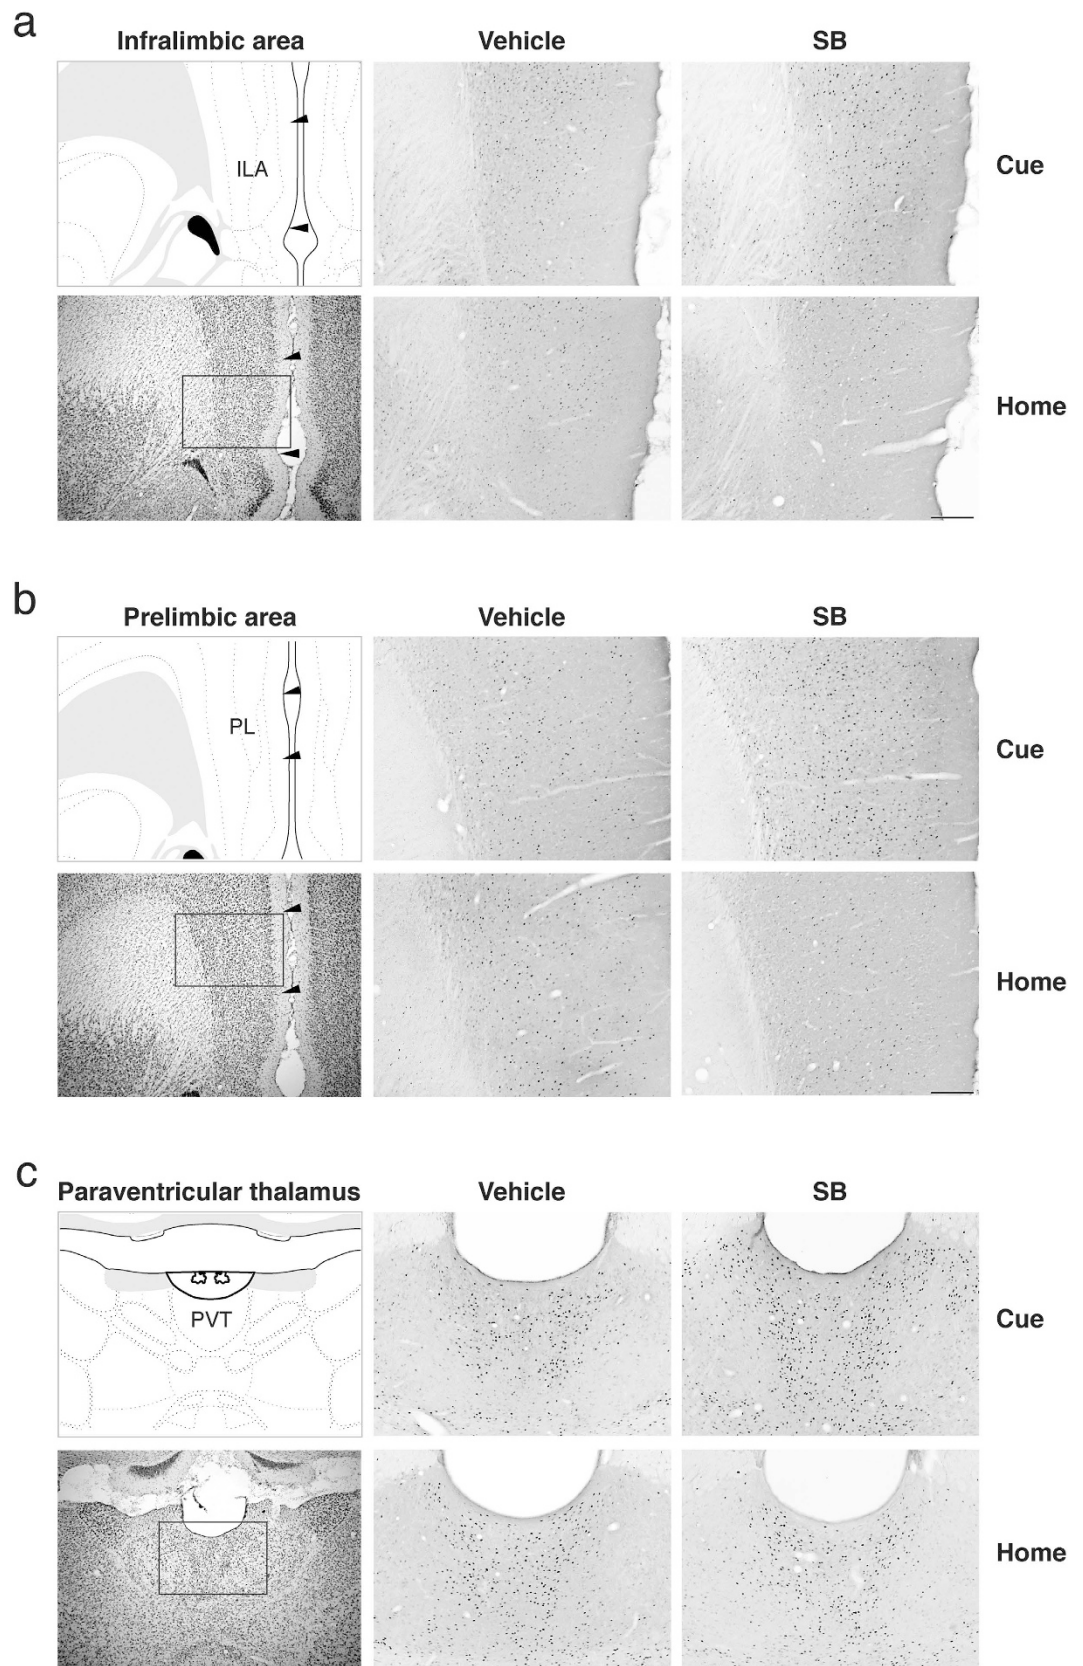 a
Infralimbic area Vehicle SB
ILA
Cue
Home
b
Prelimbic area Vehicle SB
PL
Cue
Home
c
Paraventricular thalamus Vehicle SB
PVT
Cue
Home